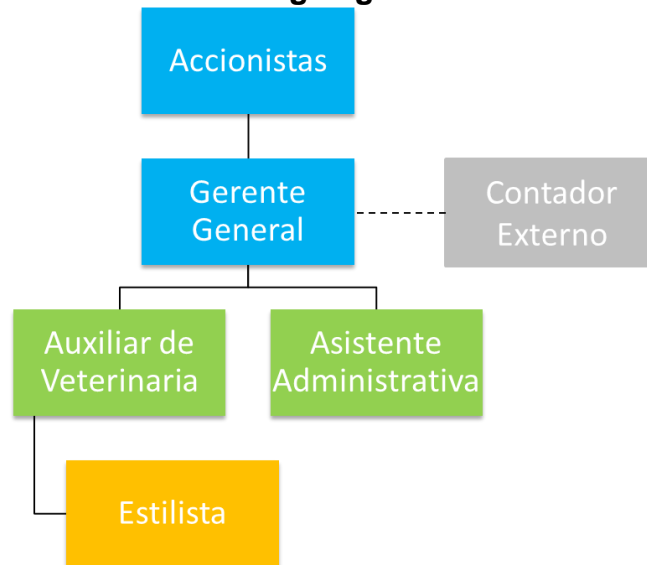 Accionistas
Gerente
General
Contador
Externo
Auxiliar de
Veterinaria
Asistente
Administrativa
Estilista